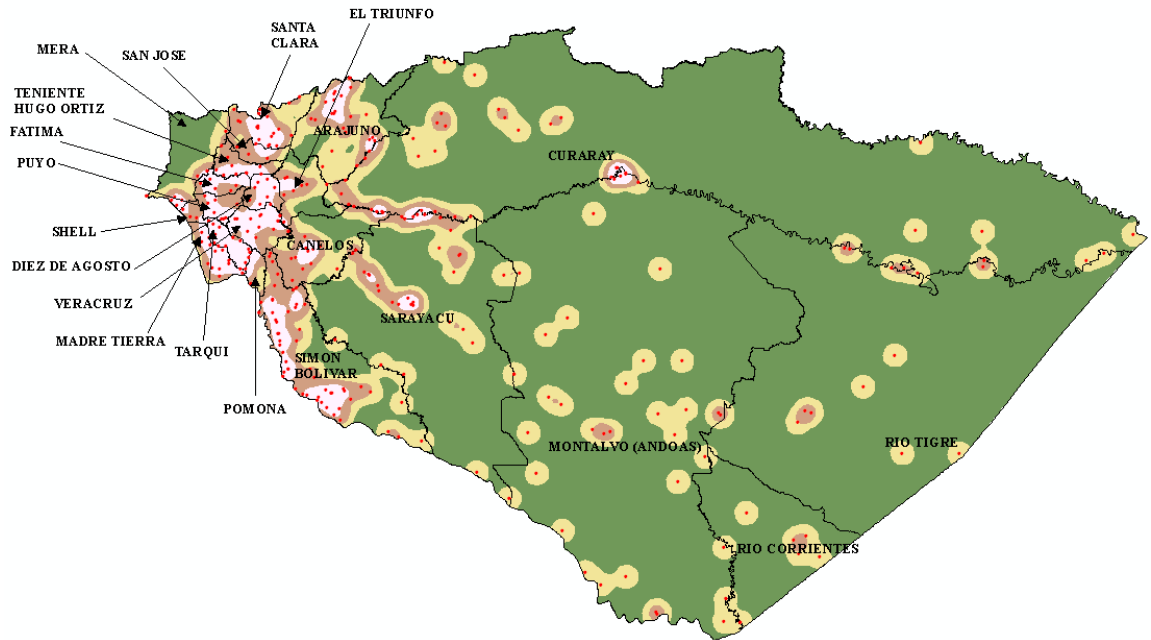 EL TRIUNFO
SANTA
CLARA
MERA
SAN JOSE
TENIENTE
HUGO ORTIZ
FATIMA
ARAJUNO
PUYO
CURARAY
SHELL
CANELOS
DIEZ DE AGOSTO
VERACRUZ
SARAYACU
MADRE TIERRA
TARQUI
SIMON
BOLIVAR
POMONA
MONTALVO (ANDOAS)
RIO TIGRE
RIO CORRIENTES